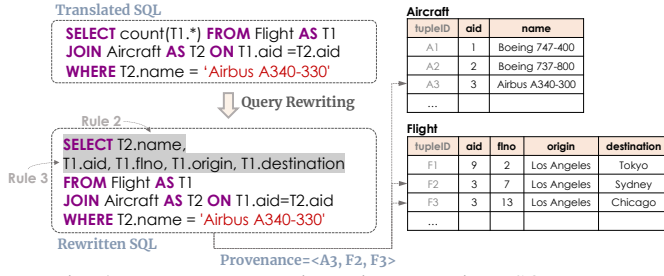 Translated SQL
SELECT count(T1.*) FROM Flight AS T1
JOIN Aircraft AS T2 ON T1.aid =T2.aid
WHERE T2.name = 'Airbus A340-330'
Query Rewriting
Rule 2
Rule 3
SELECT T2.name,
T1.aid, T1.flno, T1.origin, T1.destination
FROM Flight AS T1
JOIN Aircraft AS T2 ON T1.aid=T2.aid
WHERE T2.name = 'Airbus A340-330'
Rewritten SQL
Provenance=<A3, F2, F3>
Aircraft
tupleID aid name
A1 1 Boeing 747-400
A2 2 Boeing 737-800
A3 3 Airbus A340-300
...
Flight
tupleID aid flno origin destination
F1 9 2 Los Angeles Tokyo
F2 3 7 Los Angeles Sydney
F3 3 13 Los Angeles Chicago
...